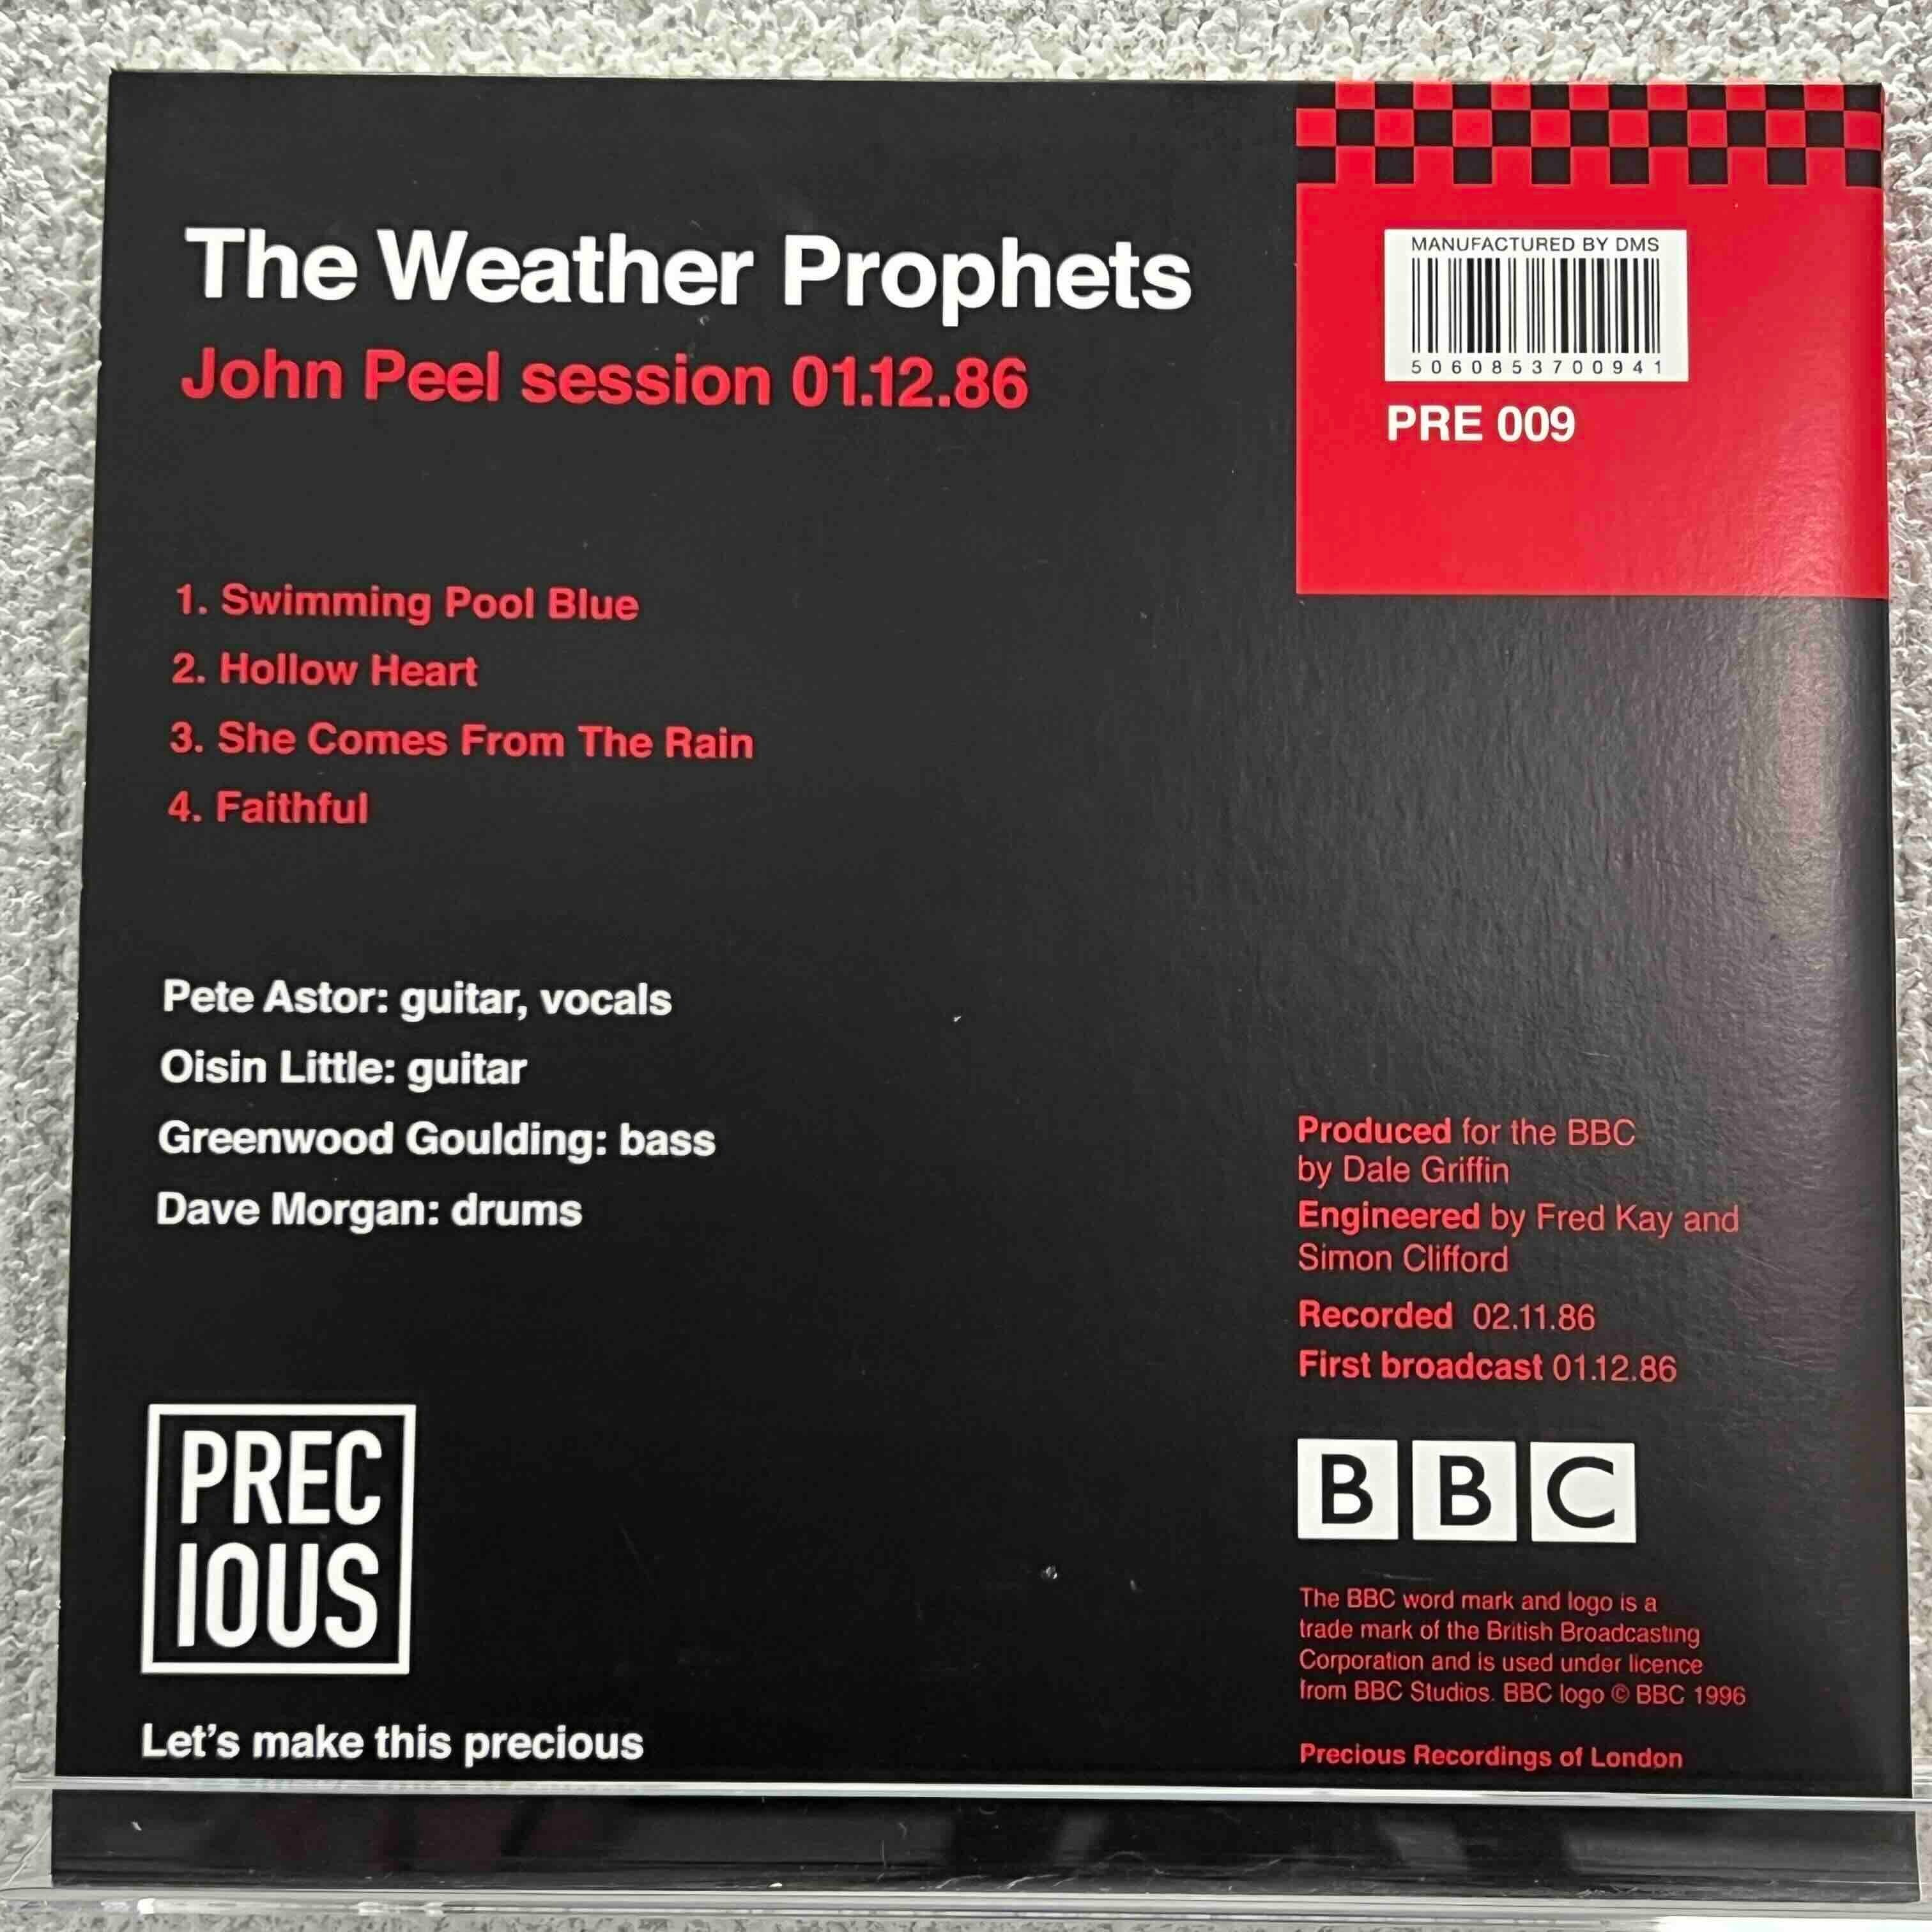 The Weather Prophets
John Peel session 01.12.86
MANUFACTURED BY DMS
5060853700941
PRE 009
1. Swimming Pool Blue
2. Hollow Heart
3. She Comes From The Rain
4. Faithful
Pete Astor: guitar, vocals
Oisin Little: guitar
Greenwood Goulding: bass
Dave Morgan: drums
Produced for the BBC
by Dale Griffin
Engineered by Fred Kay and
Simon Clifford
Recorded 02.11.86
First broadcast 01.12.86
BBC
The BBC word mark and logo is a
trade mark of the British Broadcasting
Corporation and is used under licence
from BBC Studios. BBC logo © BBC 1996
Precious Recordings of London
PREC
IOUS
Let's make this precious